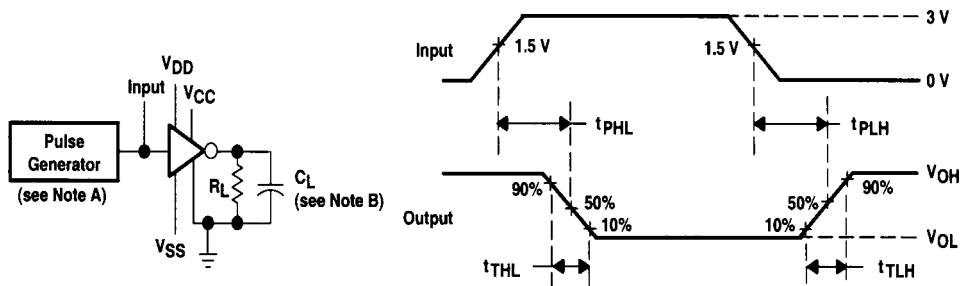 Pulse
Generator
(see Note A)
Input
VDD
VCC
VSS
RL
CL
(see Note B)
Input
1.5 V
1.5 V
3 V
0 V
tPHL
tPLH
Output
90%
50%
10%
10%
50%
90%
VOH
VOL
tTHL
tTLH